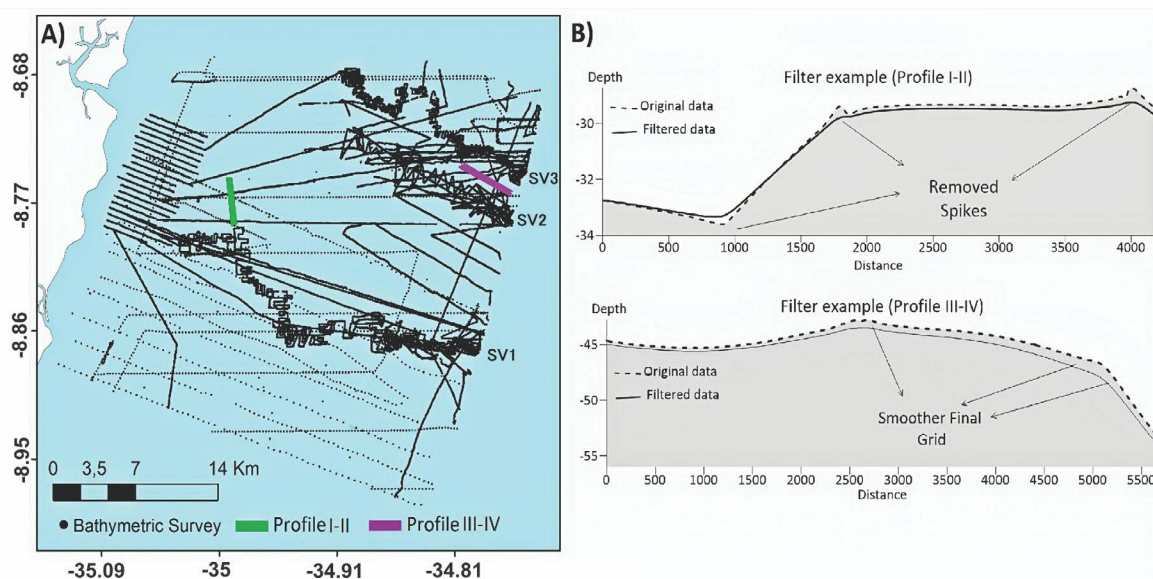 A)
-8.68
-8.77
-8.86
-8.95
SV3
SV2
SV1
0 3,5 7 14 Km
Bathymetric Survey Profile I-II Profile III-IV
-35.09 -35 -34.91 -34.81
B)
Filter example (Profile I-II)
Depth
Original data
Filtered data
-30
-32
-34
Removed
Spikes
0 500 1000 1500 2000 2500 3000 3500 4000
Distance
Filter example (Profile III-IV)
Depth
-45
Original data
Filtered data
-50
-55
Smoother Final
Grid
0 500 1000 1500 2000 2500 3000 3500 4000 4500 5000 5500
Distance